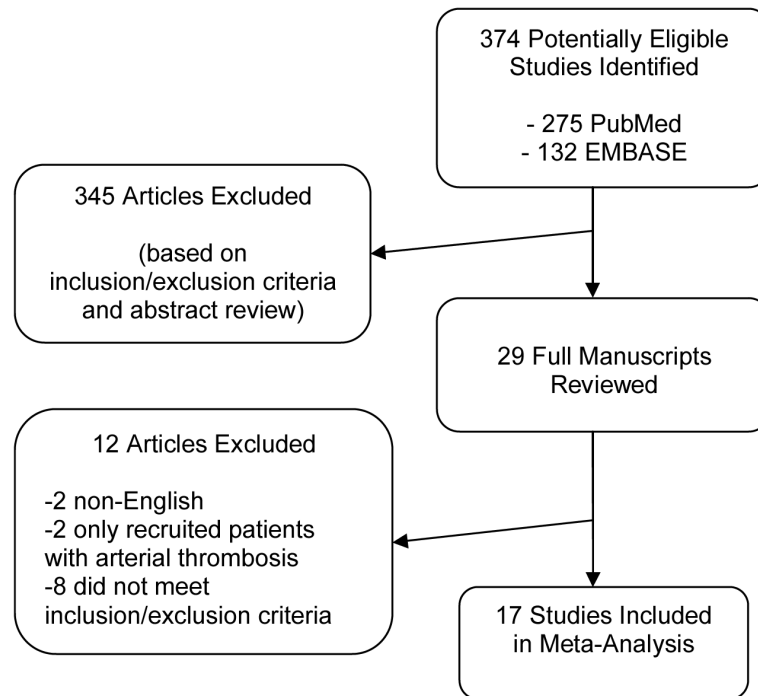 374 Potentially Eligible
Studies Identified
- 275 PubMed
- 132 EMBASE
345 Articles Excluded
(based on
inclusion/exclusion criteria
and abstract review)
29 Full Manuscripts
Reviewed
12 Articles Excluded
-2 non-English
-2 only recruited patients
with arterial thrombosis
-8 did not meet
inclusion/exclusion criteria
17 Studies Included
in Meta-Analysis